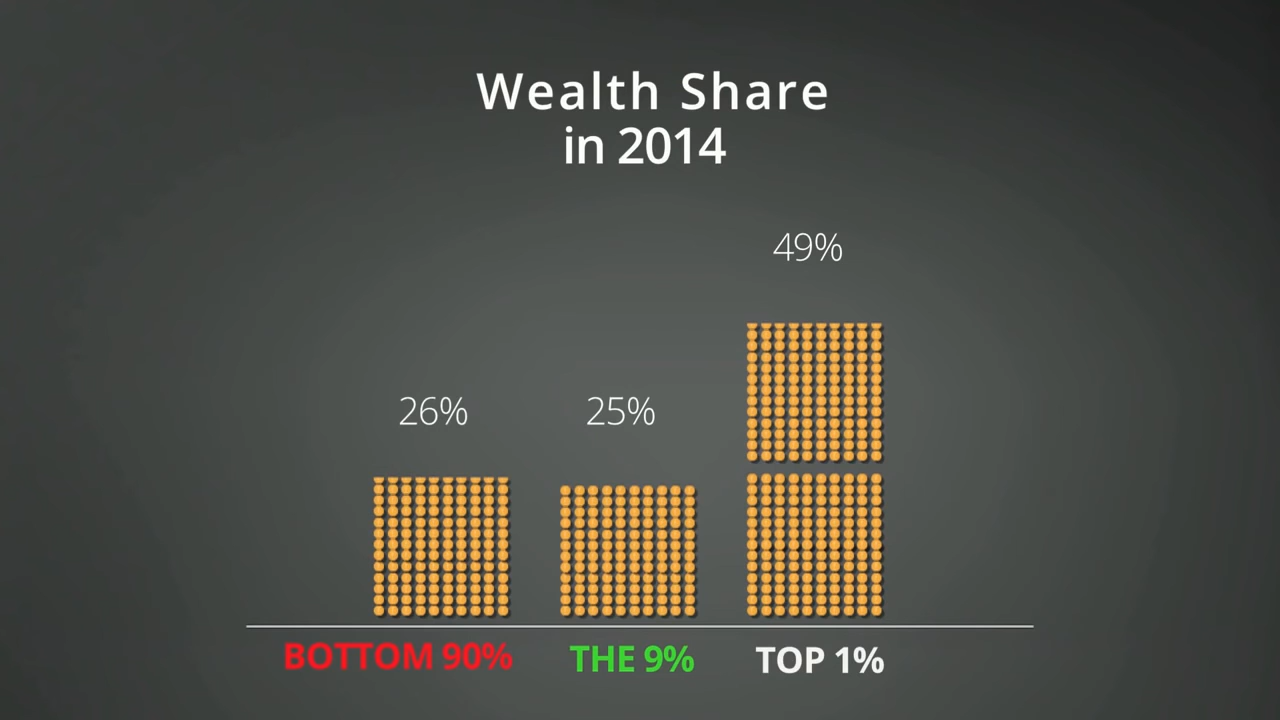 Wealth Share
in 2014
49%
26%
25%
BOTTOM 90%
THE 9%
TOP 1%